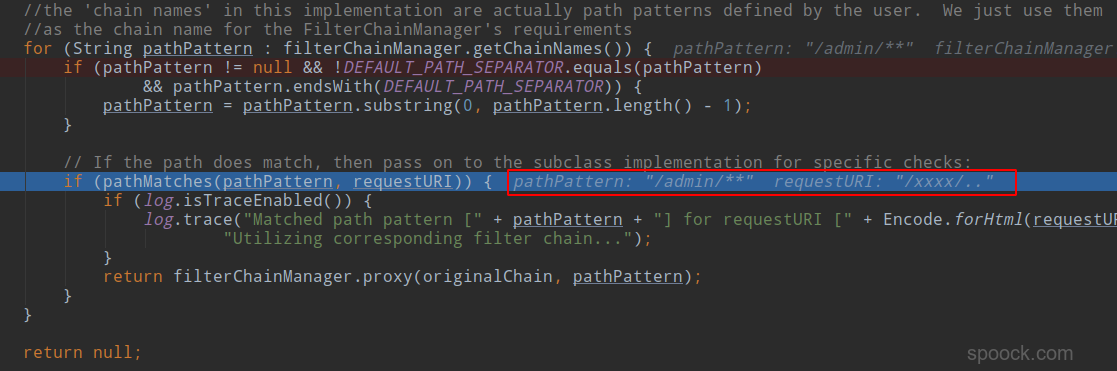 //the 'chain names' in this implementation are actually path patterns defined by the user.  We just use them
//as the chain name for the FilterChainManager's requirements
for (String pathPattern : filterChainManager.getChainNames()) {  pathPattern: "/admin/**"  filterChainManager
if (pathPattern != null && !DEFAULT_PATH_SEPARATOR.equals(pathPattern)
&& pathPattern.endsWith(DEFAULT_PATH_SEPARATOR)) {
pathPattern = pathPattern.substring(0, pathPattern.length() - 1);
}
// If the path does match, then pass on to the subclass implementation for specific checks:
if (pathMatches(pathPattern, requestURI)) {  pathPattern: "/admin/**"  requestURI: "/xxxx/.."
if (log.isTraceEnabled()) {
log.trace("Matched path pattern [" + pathPattern + "] for requestURI [" + Encode.forHtml(requestUR
"Utilizing corresponding filter chain...");
}
return filterChainManager.proxy(originalChain, pathPattern);
}
}
return null;
spoock.com